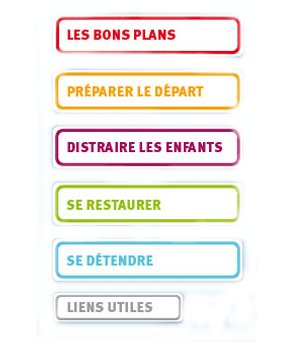 LES BONS PLANS
PRÉPARER LE DÉPART
DISTRAIRE LES ENFANTS
SE RESTAURER
SE DÉTENDRE
LIENS UTILES